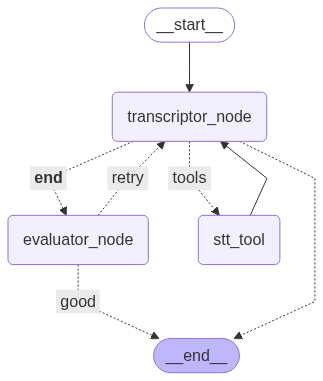 __start__
transcriptor_node
end
retry
tools
evaluator_node
stt_tool
good
__end__